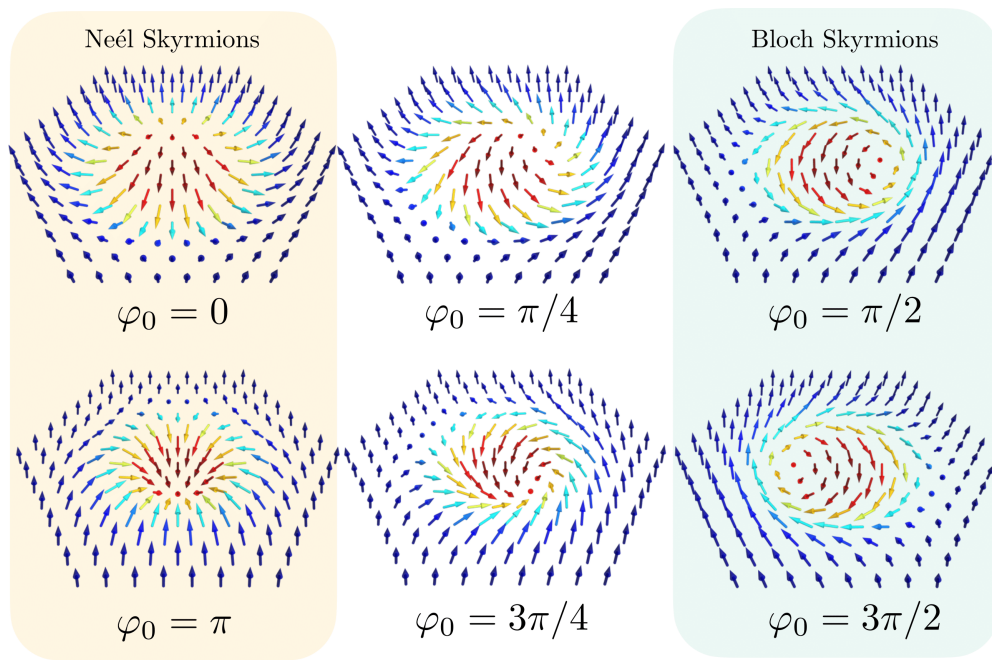 Neél Skyrmions
Bloch Skyrmions
φ₀ = 0
φ₀ = π/4
φ₀ = π/2
φ₀ = π
φ₀ = 3π/4
φ₀ = 3π/2